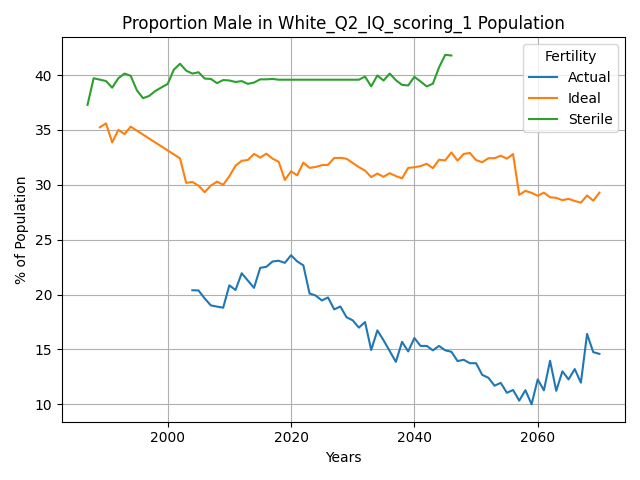 Proportion Male in White_Q2_IQ_scoring_1 Population
Fertility
Actual
Ideal
Sterile
% of Population
40
35
30
25
20
15
10
2000
2020
2040
2060
Years